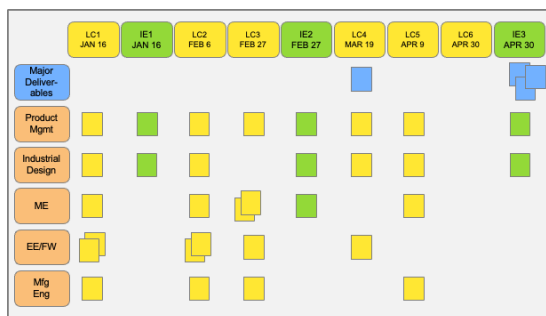 LC1
JAN 16
IE1
JAN 16
LC2
FEB 6
LC3
FEB 27
IE2
FEB 27
LC4
MAR 19
LC5
APR 9
LC6
APR 30
IE3
APR 30
Major
Deliver-
ables
Product
Mgmt
Industrial
Design
ME
EE/FW
Mfg
Eng